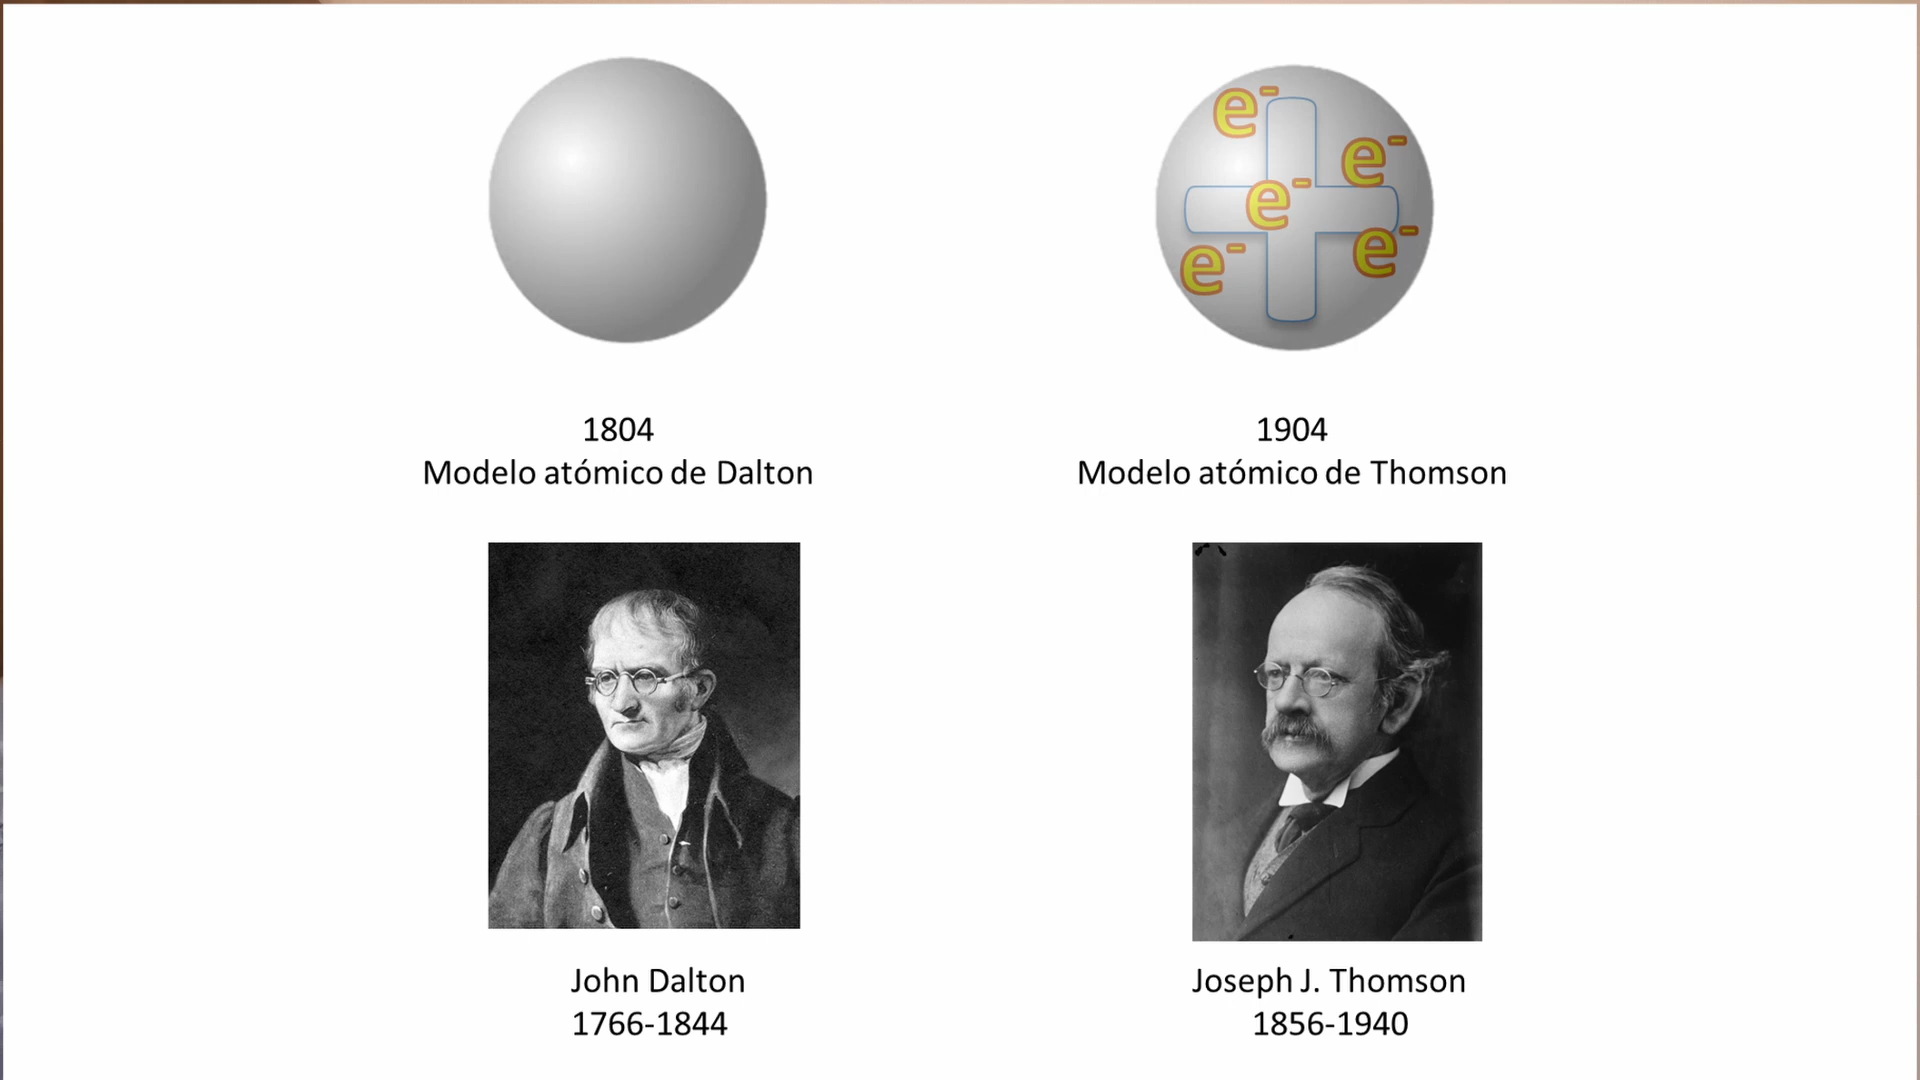 e-
e-
e-
e-
e-
1804
Modelo atómico de Dalton
1904
Modelo atómico de Thomson
John Dalton
1766-1844
Joseph J. Thomson
1856-1940